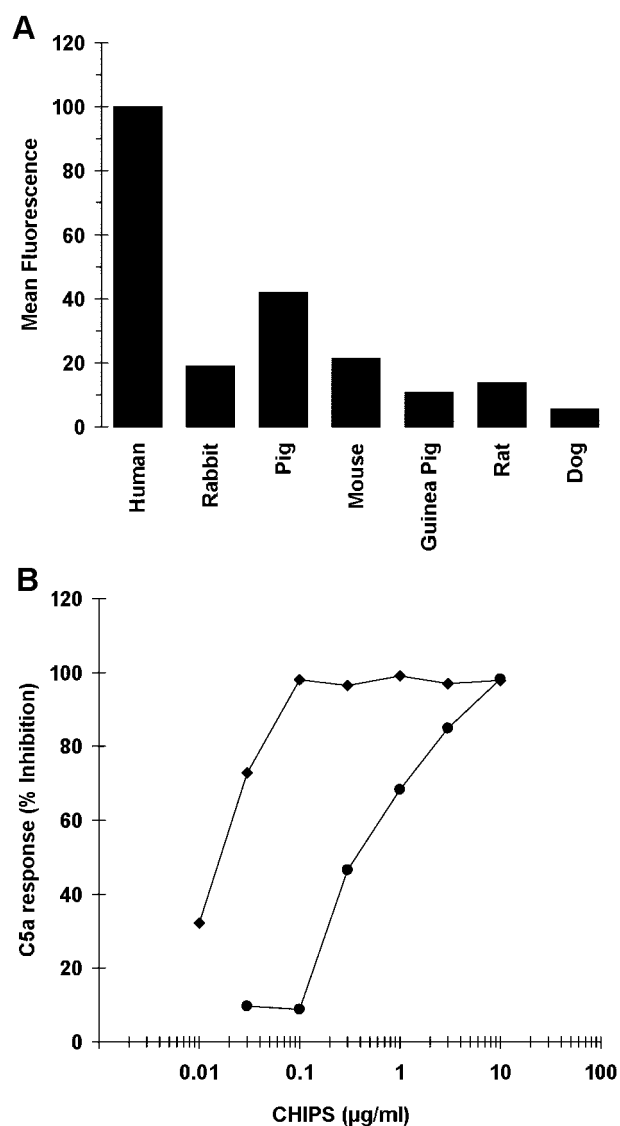 A
120
100
80
60
40
20
0
Mean Fluorescence
Human
Rabbit
Pig
Mouse
Guinea Pig
Rat
Dog
B
120
100
80
60
40
20
0
C5a response (% Inhibition)
0.01
0.1
1
10
100
CHIPS (µg/ml)